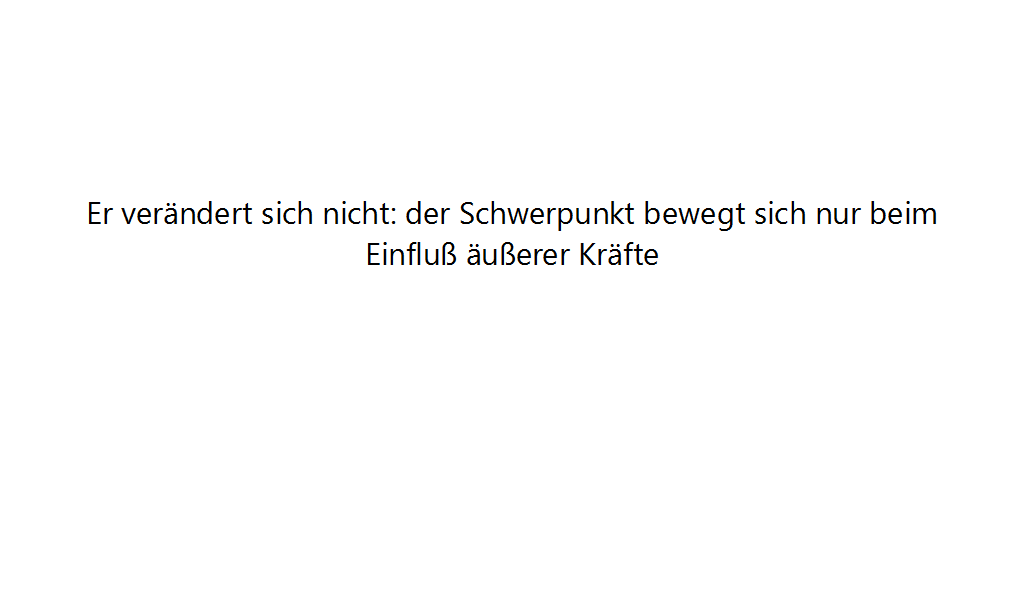 Er verändert sich nicht: der Schwerpunkt bewegt sich nur beim
Einfluß äußerer Kräfte